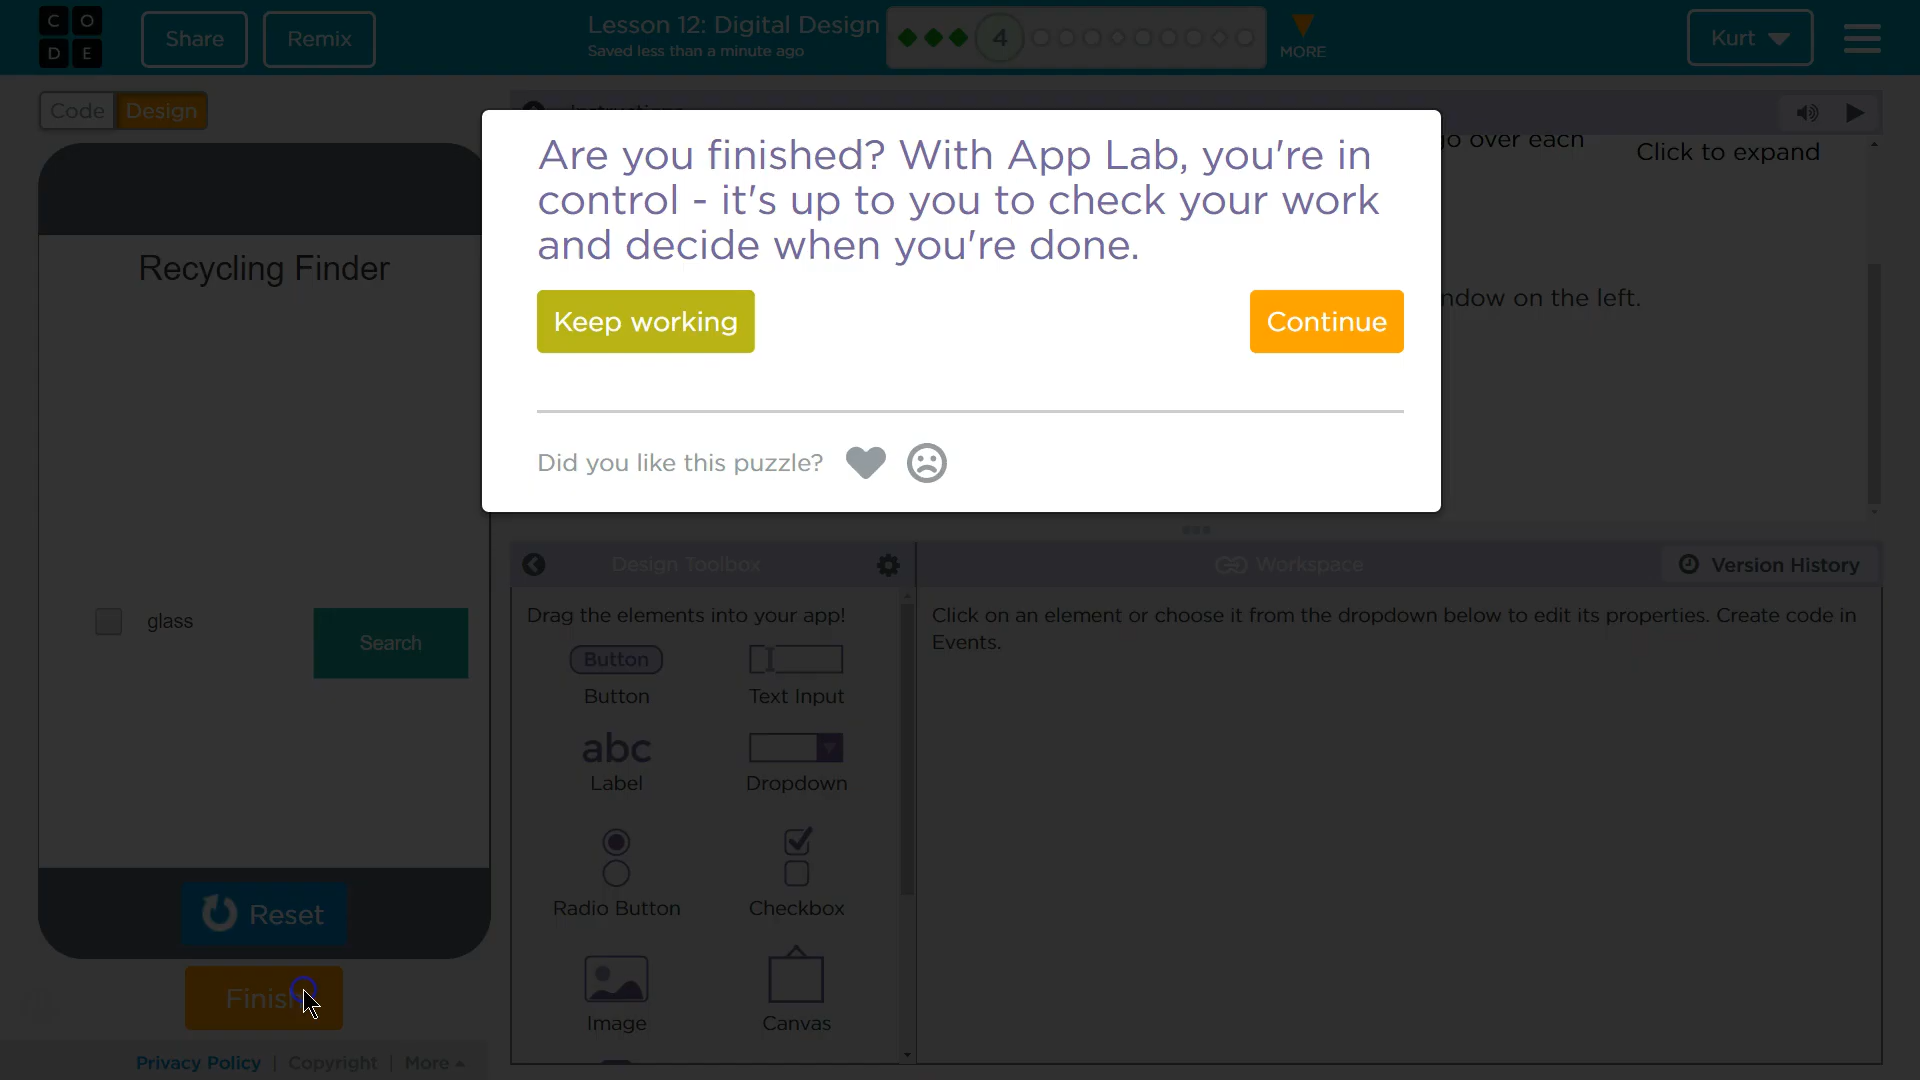 C O
D E
Share
Remix
Lesson 12: Digital Design
Saved less than a minute ago
4
MORE
Kurt
Code
Design
go over each
Click to expand
Are you finished? With App Lab, you're in
control - it's up to you to check your work
and decide when you're done.
Recycling Finder
ndow on the left.
Keep working
Continue
Did you like this puzzle?
Design Toolbox
Workspace
Version History
Drag the elements into your app!
Click on an element or choose it from the dropdown below to edit its properties. Create code in
Events.
glass
Search
Button
Button
Text Input
abc
Label
Dropdown
Radio Button
Checkbox
Reset
Finish
Image
Canvas
Privacy Policy | Copyright | More